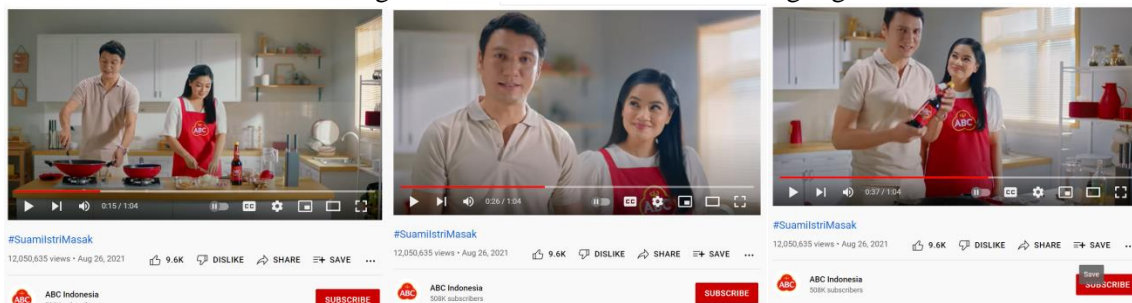 ABC
0:15 / 1:04
CC
#SuamiIstriMasak
12,050,635 views • Aug 26, 2021 9.6K DISLIKE SHARE SAVE ...
ABC
ABC Indonesia
SUBSCRIBE
0:26 / 1:04
CC
#SuamiIstriMasak
12,050,635 views • Aug 26, 2021 9.6K DISLIKE SHARE SAVE ...
ABC
ABC Indonesia
508K subscribers
SUBSCRIBE
ABC
0:37 / 1:04
CC
#SuamiIstriMasak
12,050,635 views • Aug 26, 2021 9.6K DISLIKE SHARE SAVE
Save
ABC
ABC Indonesia
508K subscribers
SUBSCRIBE